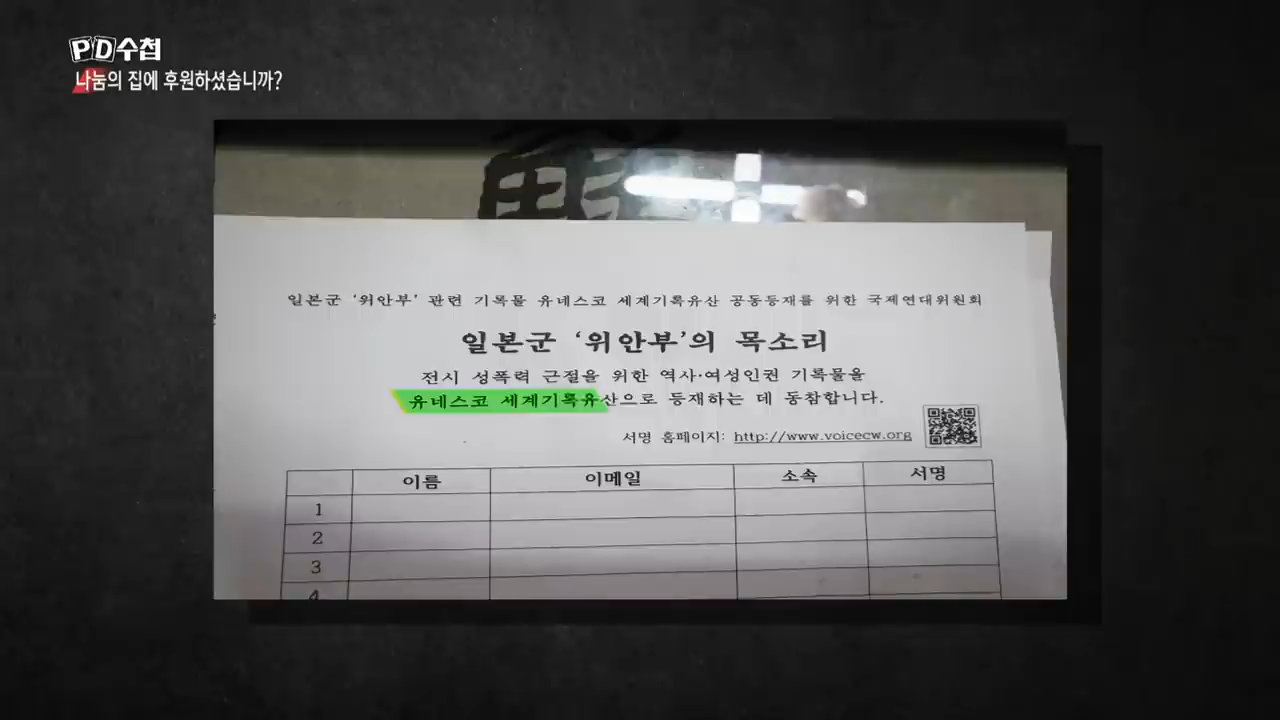 PD수첩
나눔의 집에 후원하셨습니까?
일본군 '위안부' 관련 기록물 유네스코 세계기록유산 공동등재를 위한 국제연대위원회
일본군 '위안부'의 목소리
전시 성폭력 근절을 위한 역사·여성인권 기록물을
유네스코 세계기록유산으로 등재하는 데 동참합니다.
서명 홈페이지: http://www.voicecw.org
이름 이메일 소속 서명
1
2
3
4